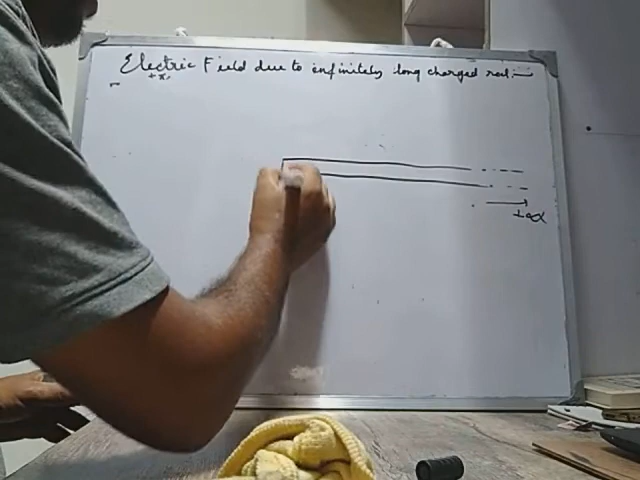 Electric Field due to infinitely long charged rod:—
+x,
+∞